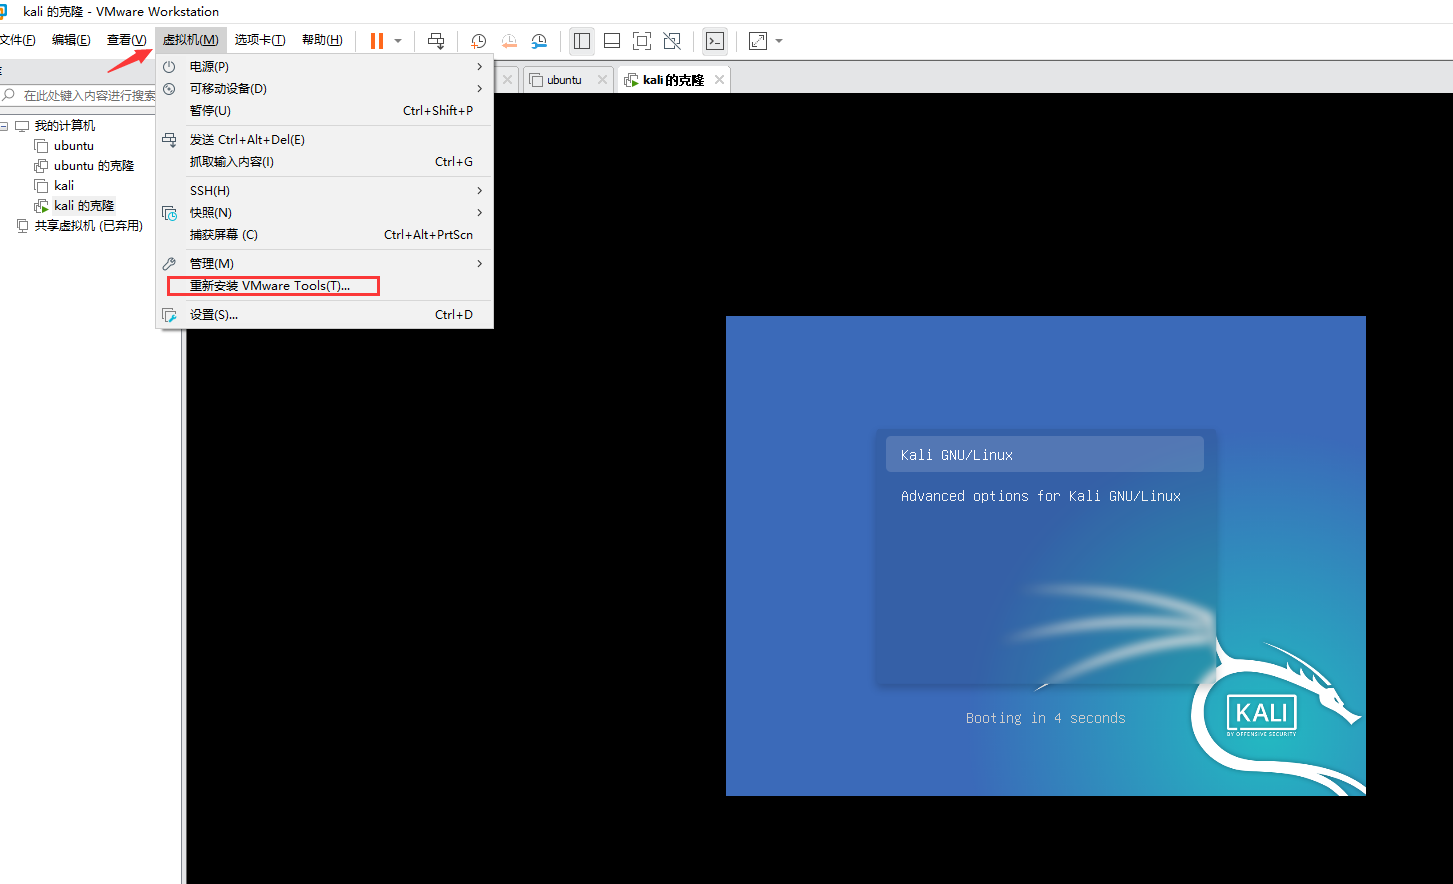 kali 的克隆 - VMware Workstation
文件(F) 编辑(E) 查看(V) 虚拟机(M) 选项卡(T) 帮助(H)
在此处键入内容进行搜索
我的计算机
ubuntu
ubuntu 的克隆
kali
kali 的克隆
共享虚拟机 (已弃用)
电源(P)
可移动设备(D)
暂停(U) Ctrl+Shift+P
发送 Ctrl+Alt+Del(E)
抓取输入内容(I) Ctrl+G
SSH(H)
快照(N)
捕获屏幕 (C) Ctrl+Alt+PrtScn
管理(M)
重新安装 VMware Tools(T)...
设置(S)... Ctrl+D
ubuntu
kali 的克隆
Kali GNU/Linux
Advanced options for Kali GNU/Linux
Booting in 4 seconds
KALI
BY OFFENSIVE SECURITY